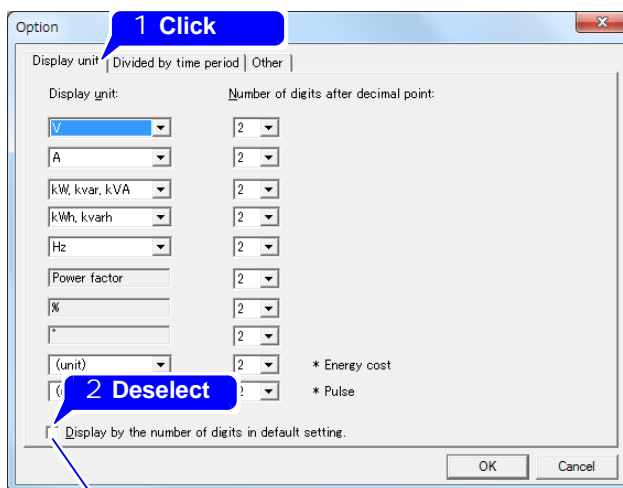 Option
1 Click
Display unit Divided by time period Other
Display unit: Number of digits after decimal point:
V 2
A 2
kW, kvar, kVA 2
kWh, kvarh 2
Hz 2
Power factor 2
% 2
° 2
(unit) 2 * Energy cost
2 Deselect * Pulse
Display by the number of digits in default setting.
OK Cancel